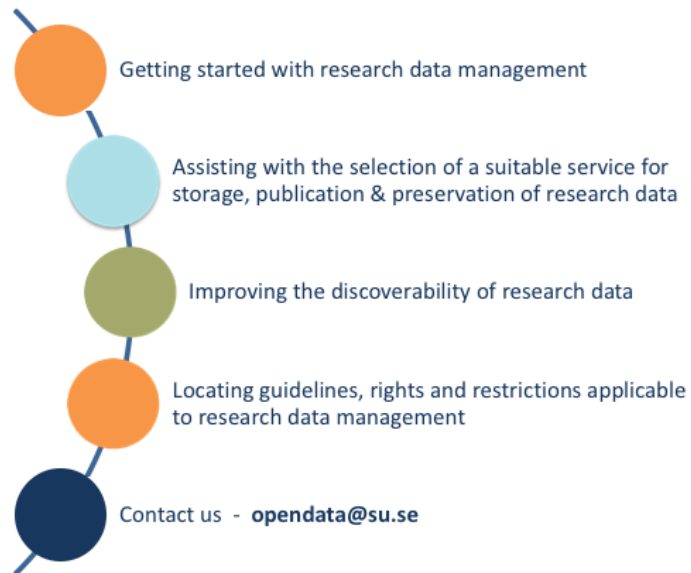 Getting started with research data management
Assisting with the selection of a suitable service for
storage, publication & preservation of research data
Improving the discoverability of research data
Locating guidelines, rights and restrictions applicable
to research data management
Contact us - opendata@su.se